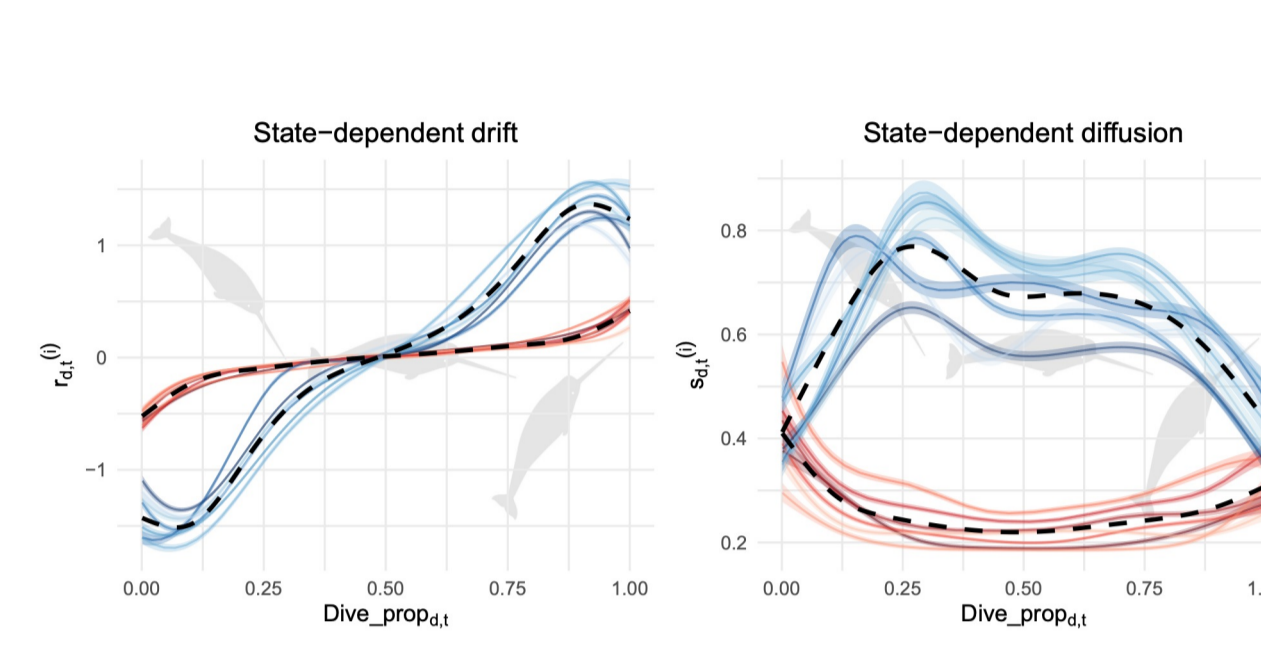 State−dependent drift
State−dependent diffusion
r_{d,t}^{(i)}
1
0
−1
0.00 0.25 0.50 0.75 1.00
Dive_prop_{d,t}
s_{d,t}^{(i)}
0.8
0.6
0.4
0.2
0.00 0.25 0.50 0.75 1.
Dive_prop_{d,t}